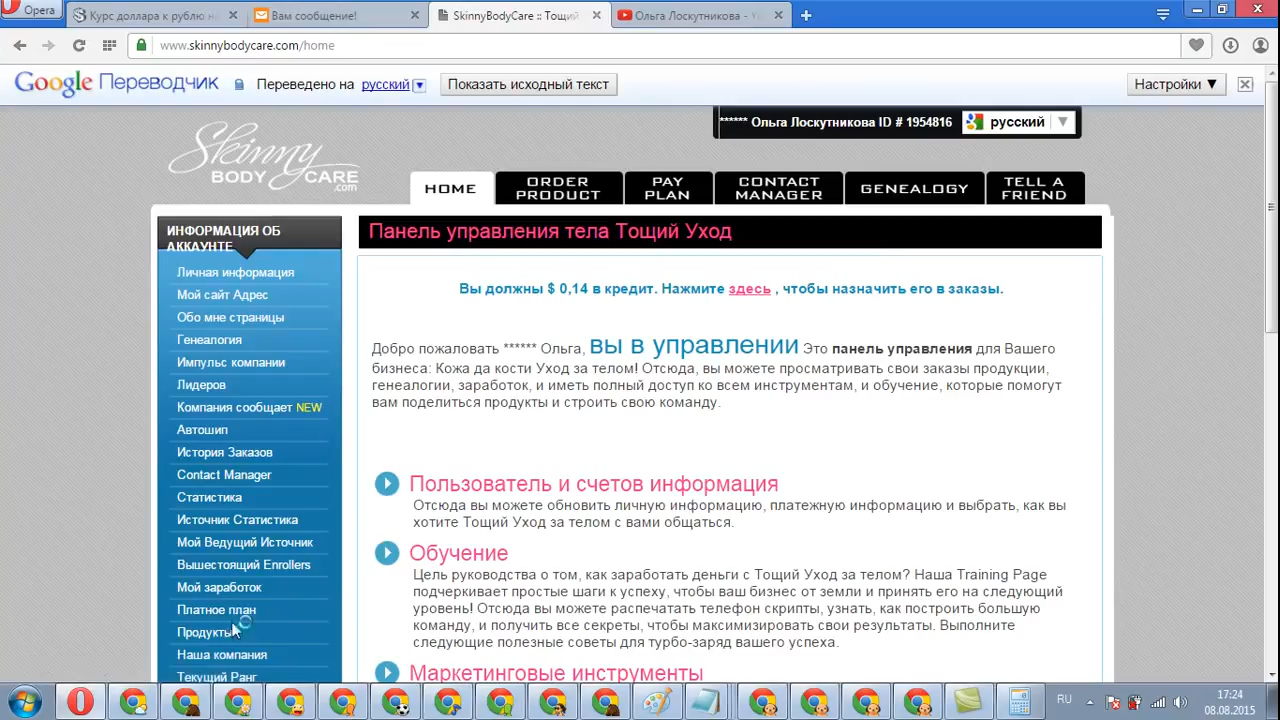 Opera
Курс доллара к рублю на
Вам сообщение!
SkinnyBodyCare :: Тощий
Ольга Лоскутникова - Y
www.skinnybodycare.com/home
Google Переводчик
Переведено на русский
Показать исходный текст
Настройки ▼
****** Ольга Лоскутникова ID # 1954816
русский
Skinny
BODY CARE
.com
HOME
ORDER
PRODUCT
PAY
PLAN
CONTACT
MANAGER
GENEALOGY
TELL A
FRIEND
ИНФОРМАЦИЯ ОБ
АККАУНТЕ
Личная информация
Мой сайт Адрес
Обо мне страницы
Генеалогия
Импульс компании
Лидеров
Компания сообщает NEW
Автошип
История Заказов
Contact Manager
Статистика
Источник Статистика
Мой Ведущий Источник
Вышестоящий Enrollers
Мой заработок
Платное план
Продукты
Наша компания
Текущий Ранг
Панель управления тела Тощий Уход
Вы должны $ 0,14 в кредит. Нажмите здесь , чтобы назначить его в заказы.
Добро пожаловать ****** Ольга, вы в управлении Это панель управления для Вашего
бизнеса: Кожа да кости Уход за телом! Отсюда, вы можете просматривать свои заказы продукции,
генеалогии, заработок, и иметь полный доступ ко всем инструментам, и обучение, которые помогут
вам поделиться продукты и строить свою команду.
Пользователь и счетов информация
Отсюда вы можете обновить личную информацию, платежную информацию и выбрать, как вы
хотите Тощий Уход за телом с вами общаться.
Обучение
Цель руководства о том, как заработать деньги с Тощий Уход за телом? Наша Training Page
подчеркивает простые шаги к успеху, чтобы ваш бизнес от земли и принять его на следующий
уровень! Отсюда вы можете распечатать телефон скрипты, узнать, как построить большую
команду, и получить все секреты, чтобы максимизировать свои результаты. Выполните
следующие полезные советы для турбо-заряд вашего успеха.
Маркетинговые инструменты
RU
17:24
08.08.2015